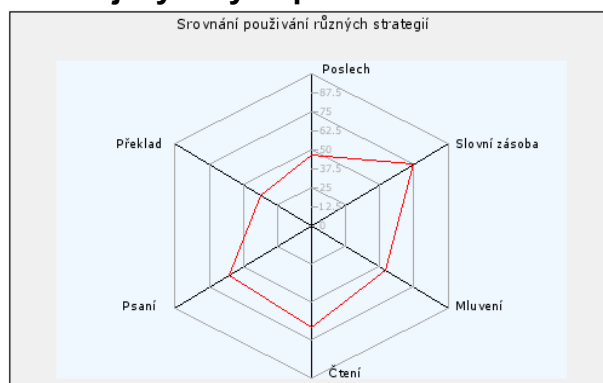 Srovnání používání různých strategií
Poslech
87.5
75
Překlad
62.5
Slovní zásoba
50
37.5
25
12.5
0
Psaní
Mluvení
Čtení